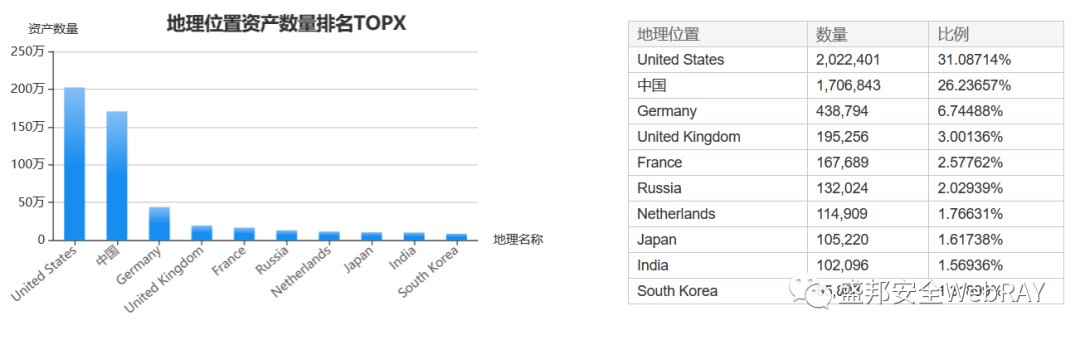 地理位置资产数量排名TOPX
资产数量
250万
200万
150万
100万
50万
0
United States
中国
Germany
United Kingdom
France
Russia
Netherlands
Japan
India
South Korea
地理名称
地理位置 数量 比例
United States 2,022,401 31.08714%
中国 1,706,843 26.23657%
Germany 438,794 6.74488%
United Kingdom 195,256 3.00136%
France 167,689 2.57762%
Russia 132,024 2.02939%
Netherlands 114,909 1.76631%
Japan 105,220 1.61738%
India 102,096 1.56936%
South Korea
盛邦安全WebRAY